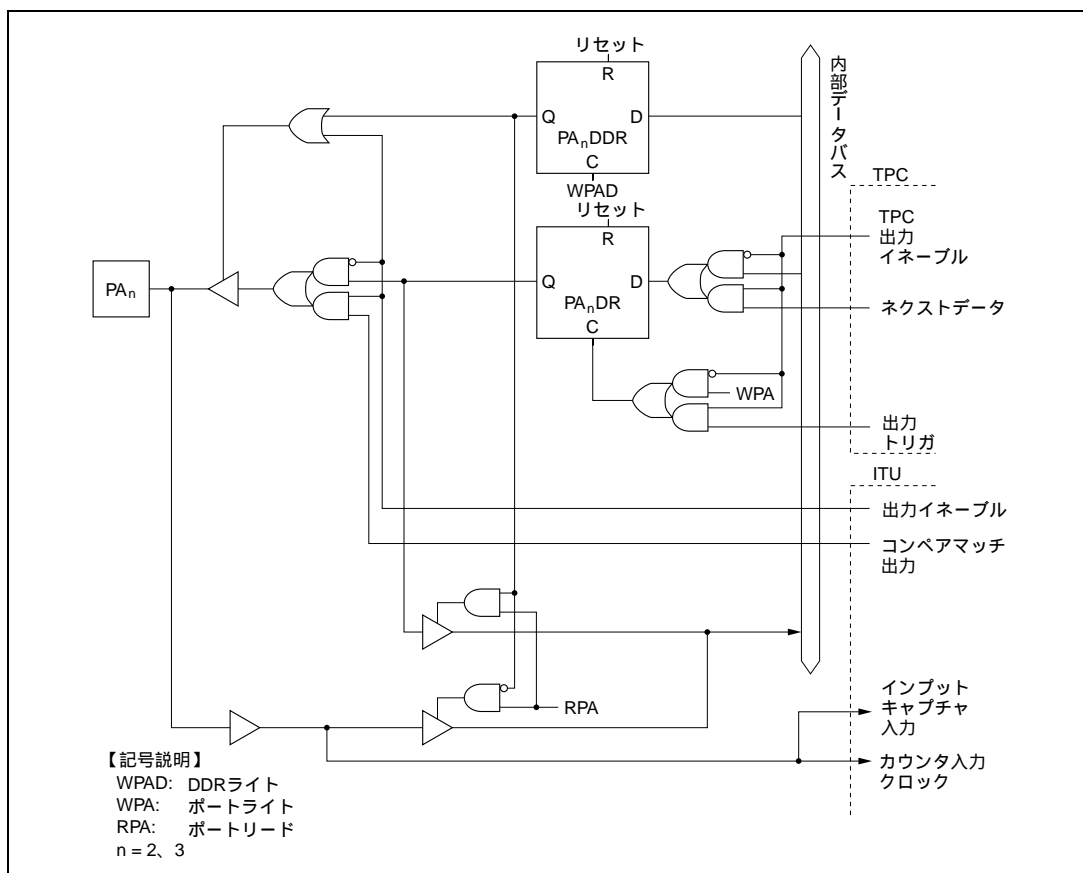 リセット
R
Q
D
PAnDDR
C
WPAD
内部データバス
TPC
リセット
R
TPC
出力
イネーブル
PAn
Q
D
PAnDR
C
ネクストデータ
WPA
出力
トリガ
ITU
出力イネーブル
コンペアマッチ
出力
RPA
インプット
キャプチャ
入力
カウンタ入力
クロック
【記号説明】
WPAD: DDRライト
WPA: ポートライト
RPA: ポートリード
n = 2、3